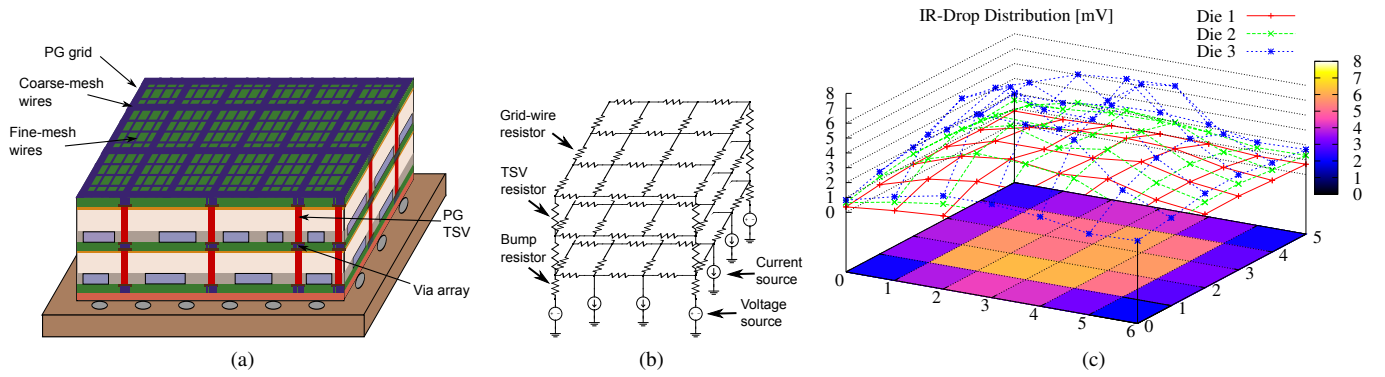 PG grid
Coarse-mesh
wires
Fine-mesh
wires
PG
TSV
Via array
(a)
Grid-wire
resistor
TSV
resistor
Bump
resistor
Current
source
Voltage
source
(b)
IR-Drop Distribution [mV]
Die 1
Die 2
Die 3
8
7
6
5
4
3
2
1
0
8
7
6
5
4
3
2
1
0
0
1
2
3
4
5
6
0
1
2
3
4
5
(c)